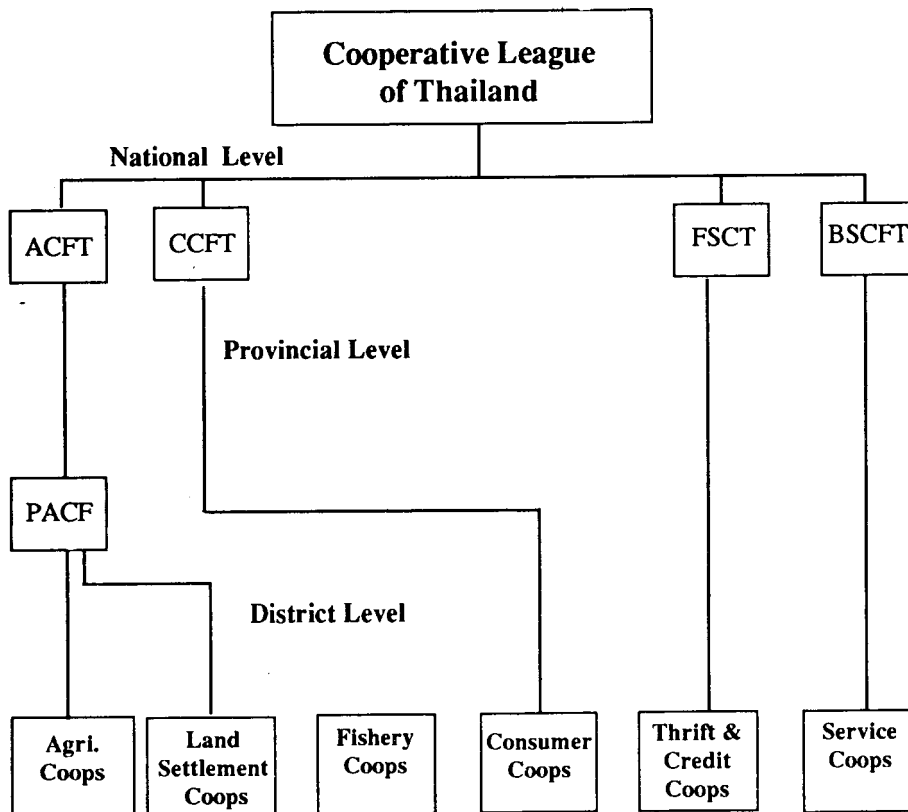 Cooperative League
of Thailand
National Level
ACFT
CCFT
FSCT
BSCFT
Provincial Level
PACF
District Level
Agri.
Coops
Land
Settlement
Coops
Fishery
Coops
Consumer
Coops
Thrift &
Credit
Coops
Service
Coops